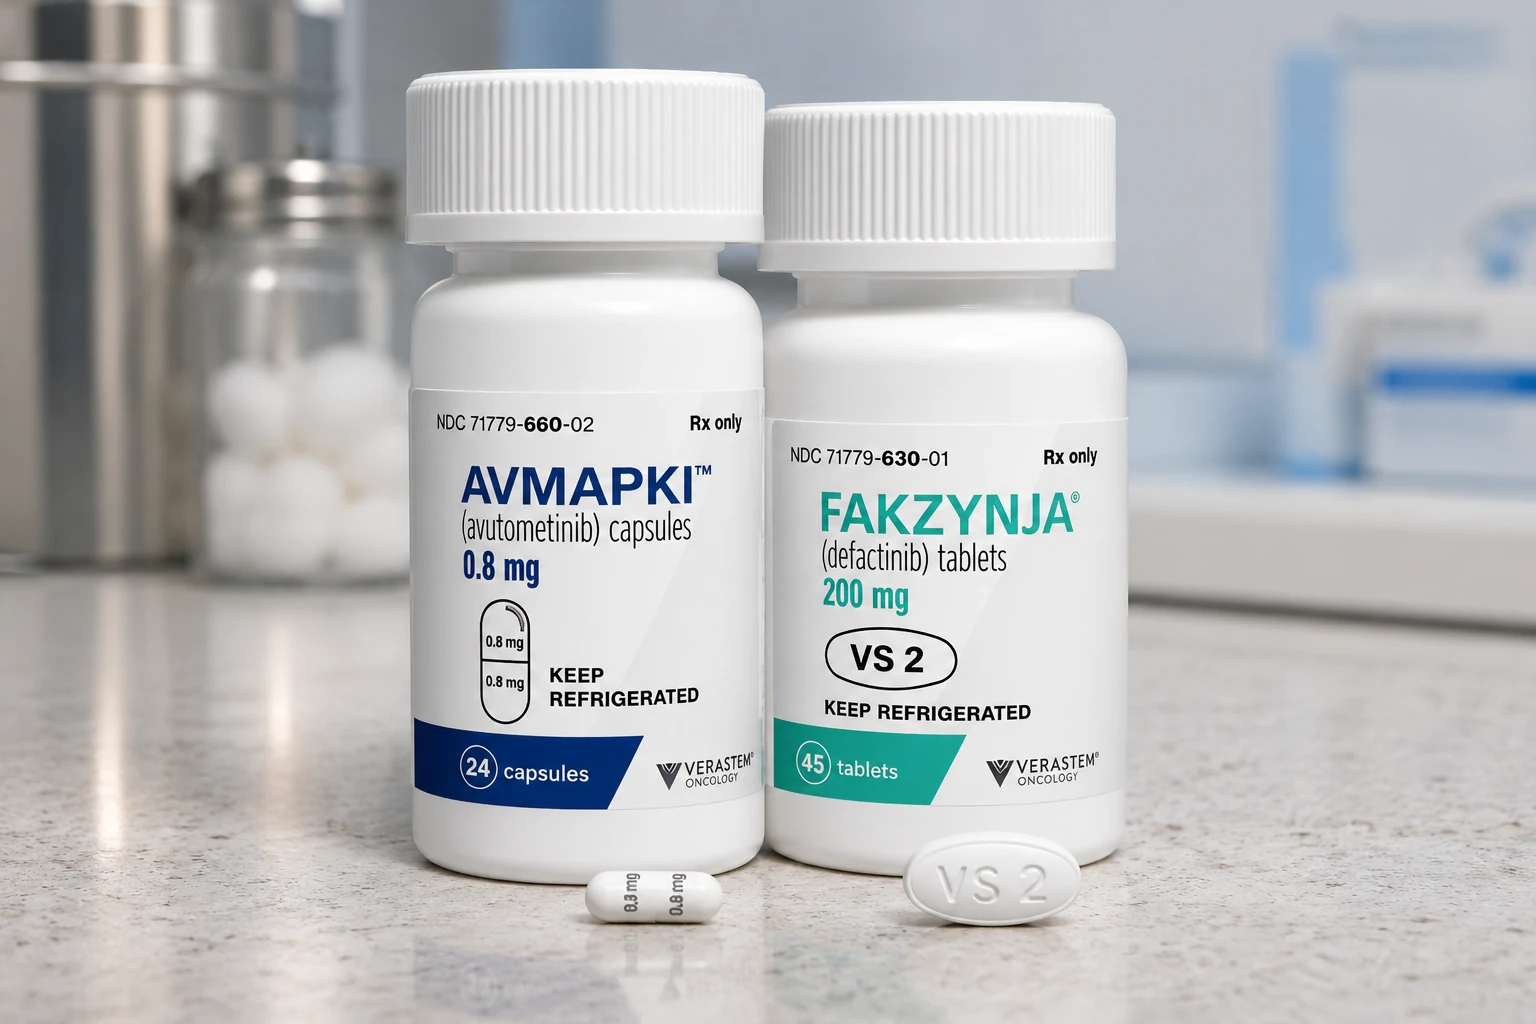 NDC 71779-660-02
Rx only
AVMAPKI™
(avutometinib) capsules
0.8 mg
0.8 mg
0.8 mg
KEEP
REFRIGERATED
24 capsules
VERASTEM®
ONCOLOGY
NDC 71779-630-01
Rx only
FAKZYNJA®
(defactinib) tablets
200 mg
VS 2
KEEP REFRIGERATED
45 tablets
VERASTEM®
ONCOLOGY
0.8 mg
0.8 mg
VS 2